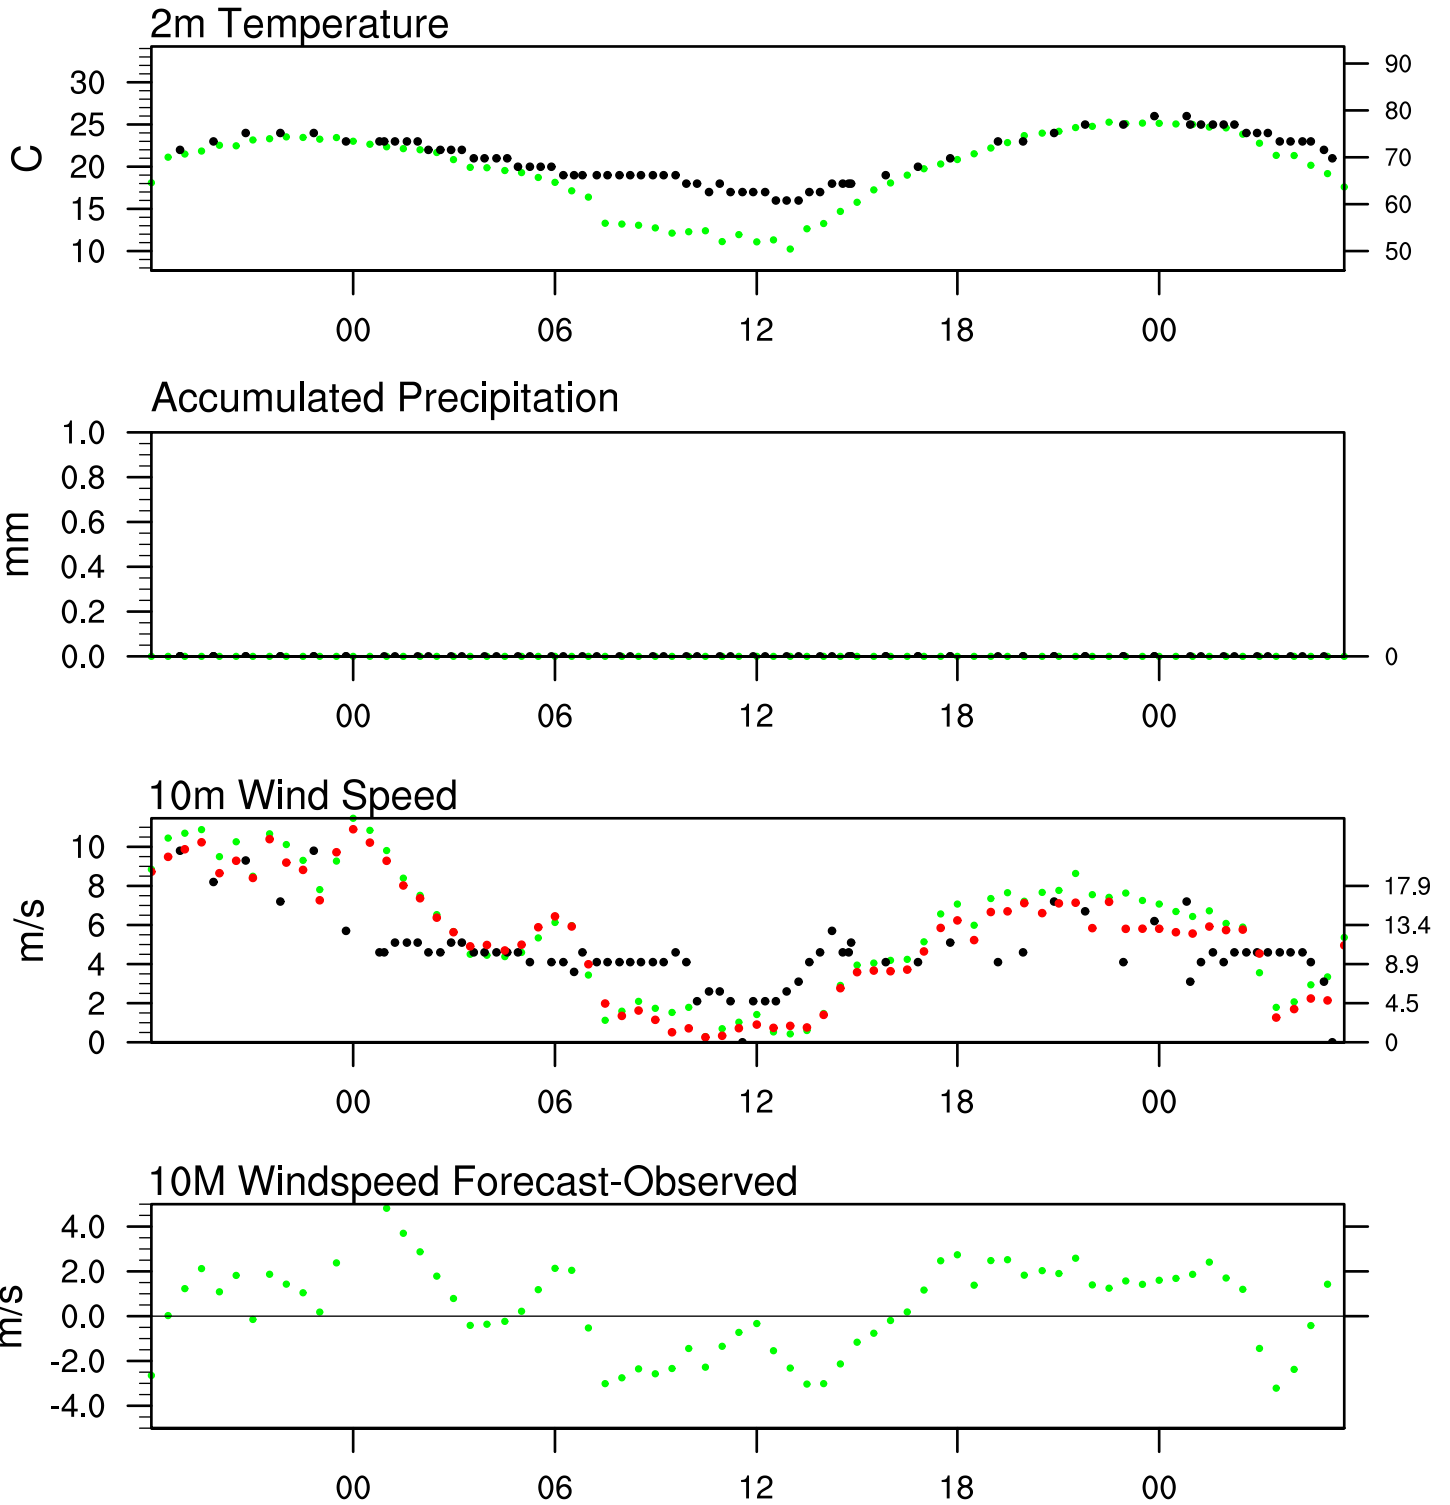 2m Temperature
30
25
20
15
10
C
90
80
70
60
50
00 06 12 18 00
Accumulated Precipitation
1.0
0.8
0.6
0.4
0.2
0.0
mm
0
00 06 12 18 00
10m Wind Speed
10
8
6
4
2
0
m/s
17.9
13.4
8.9
4.5
0
00 06 12 18 00
10M Windspeed Forecast-Observed
4.0
2.0
0.0
-2.0
-4.0
m/s
00 06 12 18 00